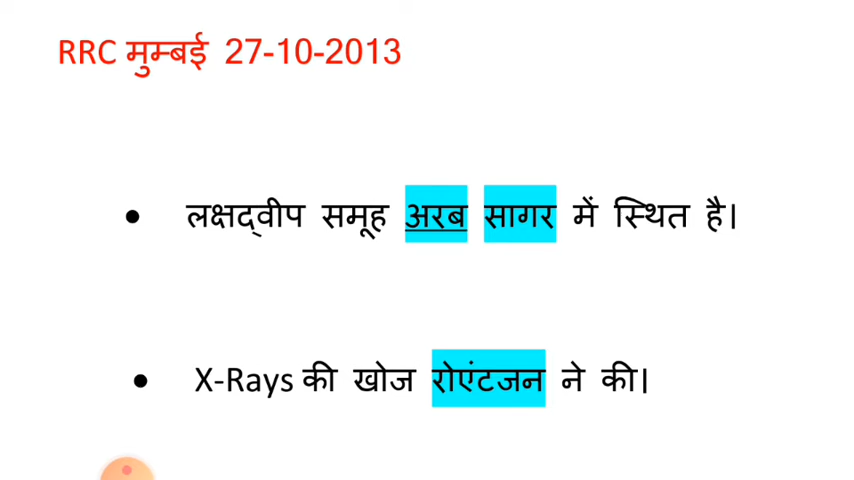 RRC मुम्बई 27-10-2013
• लक्षद्वीप समूह अरब सागर में स्थित है।
• X-Rays की खोज रोएंटजन ने की।